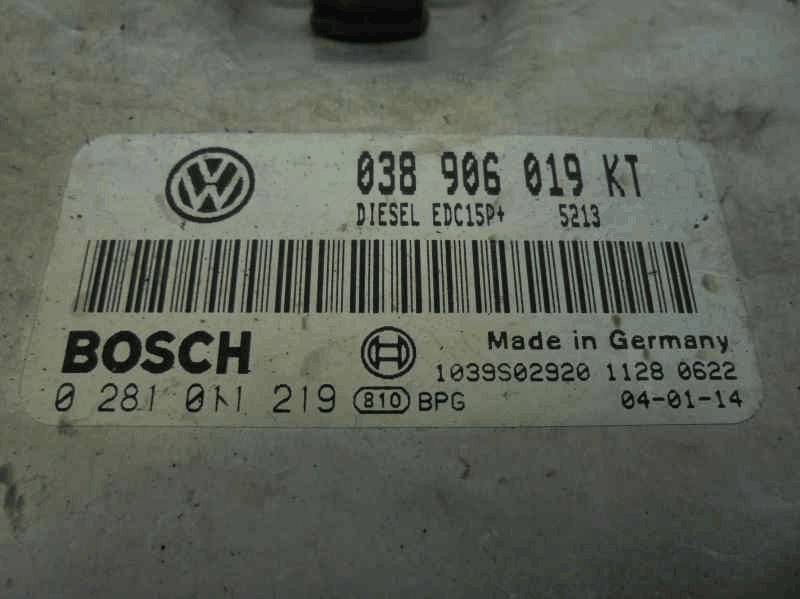 038 906 019 KT
DIESEL EDC15P+ 5213
BOSCH
Made in Germany
1039S02920 1128 0622
0 281 011 219 810 BPG 04-01-14